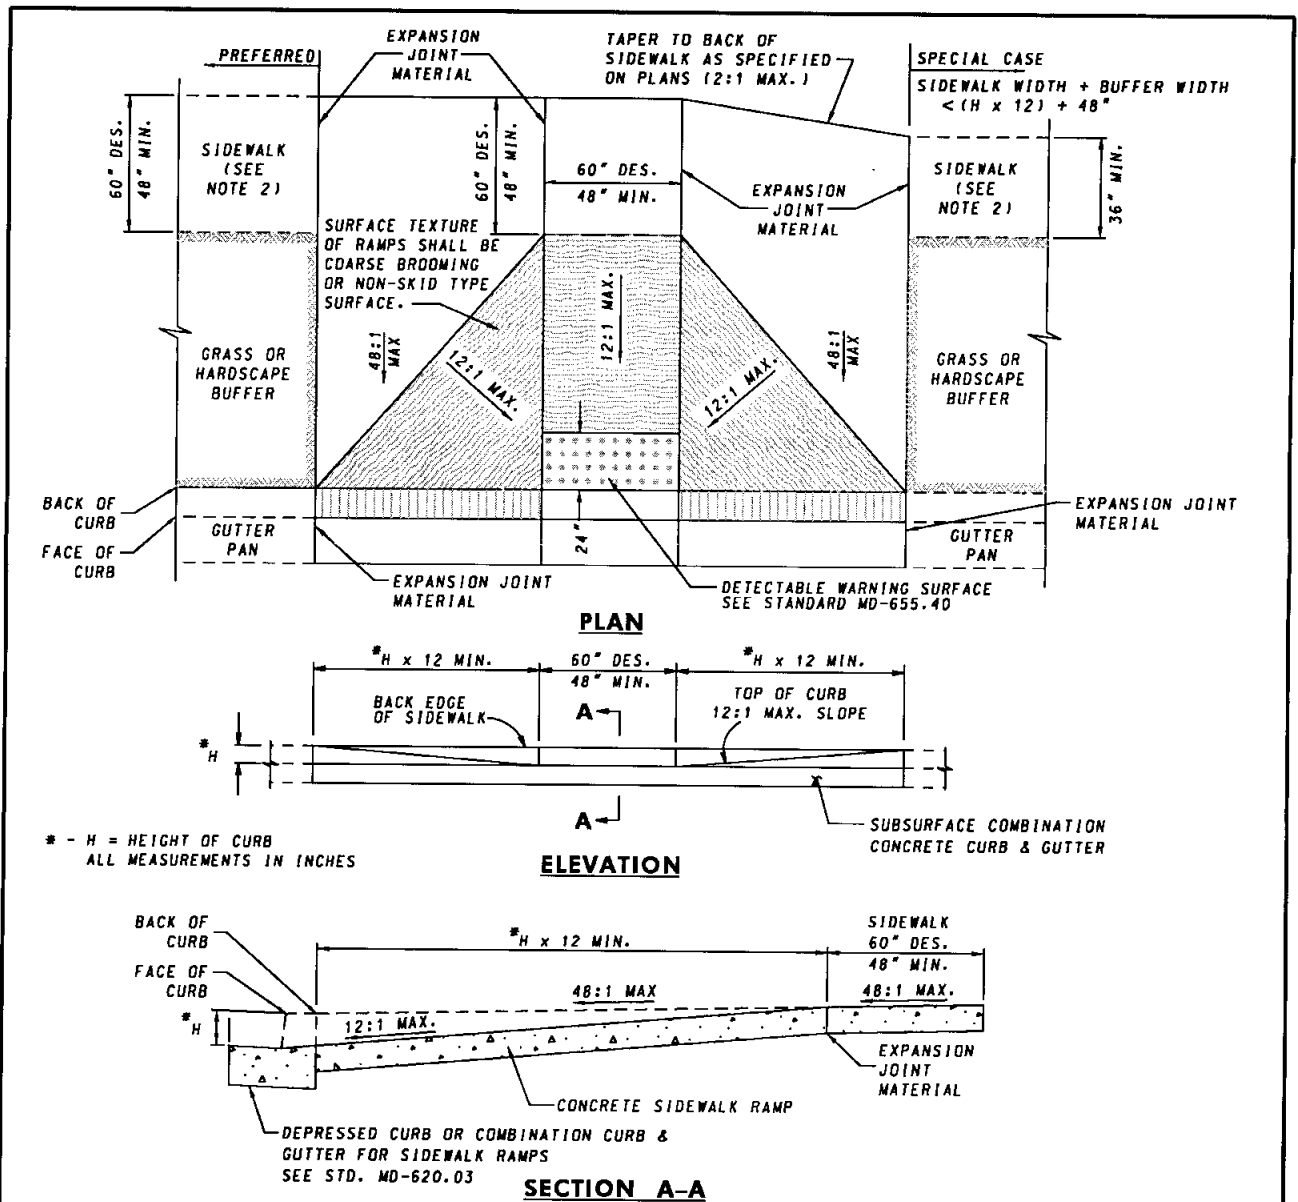 PREFERRED
EXPANSION
JOINT
MATERIAL
TAPER TO BACK OF
SIDEWALK AS SPECIFIED
ON PLANS (2:1 MAX.)
SPECIAL CASE
SIDEWALK WIDTH + BUFFER WIDTH
<(H x 12) + 48"
60" DES.
48" MIN.
SIDEWALK
(SEE
NOTE 2)
60" DES.
48" MIN.
60" DES.
48" MIN.
EXPANSION
JOINT
MATERIAL
SIDEWALK
(SEE
NOTE 2)
36" MIN.
SURFACE TEXTURE
OF RAMPS SHALL BE
COARSE BROOMING
OR NON-SKID TYPE
SURFACE.
GRASS OR
HARDSCAPE
BUFFER
48:1
MAX
12:1 MAX.
12:1 MAX.
12:1 MAX.
48:1
MAX
GRASS OR
HARDSCAPE
BUFFER
BACK OF
CURB
FACE OF
CURB
GUTTER
PAN
24"
GUTTER
PAN
EXPANSION JOINT
MATERIAL
EXPANSION JOINT
MATERIAL
DETECTABLE WARNING SURFACE
SEE STANDARD MD-655.40
PLAN
*H x 12 MIN.
60" DES.
48" MIN.
*H x 12 MIN.
BACK EDGE
OF SIDEWALK
A
TOP OF CURB
12:1 MAX. SLOPE
*H
A
SUBSURFACE COMBINATION
CONCRETE CURB & GUTTER
* - H = HEIGHT OF CURB
ALL MEASUREMENTS IN INCHES
ELEVATION
BACK OF
CURB
FACE OF
CURB
*H x 12 MIN.
SIDEWALK
60" DES.
48" MIN.
48:1 MAX
48:1 MAX.
*H
12:1 MAX.
EXPANSION
JOINT
MATERIAL
CONCRETE SIDEWALK RAMP
DEPRESSED CURB OR COMBINATION CURB &
GUTTER FOR SIDEWALK RAMPS
SEE STD. MD-620.03
SECTION A-A